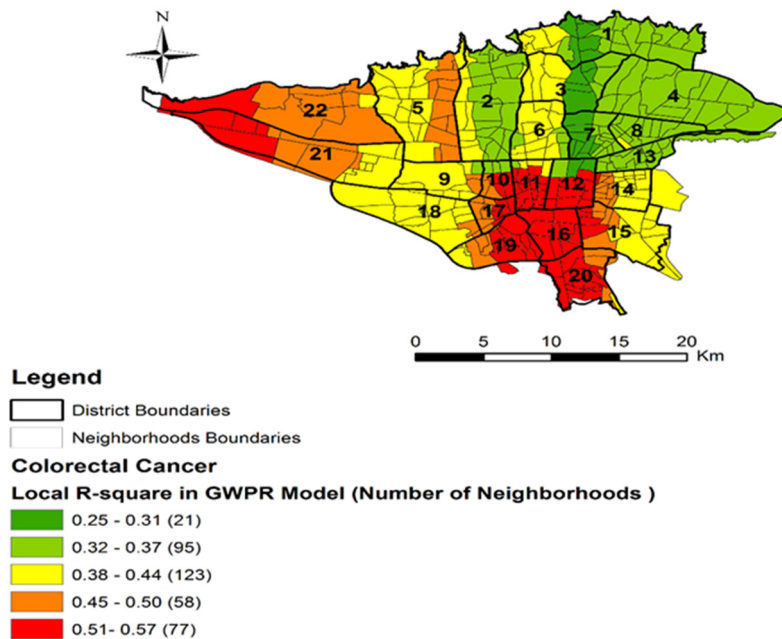 N
1
22
5
2
3
4
6
7
8
21
13
9
10
11
12
14
18
17
15
19
16
20
0 5 10 15 20
Km
Legend
District Boundaries
Neighborhoods Boundaries
Colorectal Cancer
Local R-square in GWPR Model (Number of Neighborhoods )
0.25 - 0.31 (21)
0.32 - 0.37 (95)
0.38 - 0.44 (123)
0.45 - 0.50 (58)
0.51- 0.57 (77)